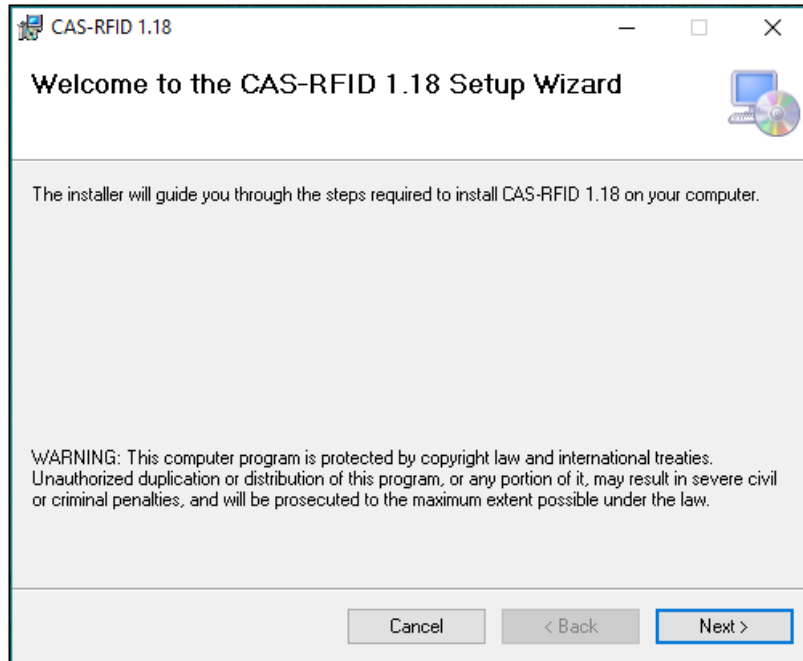 CAS-RFID 1.18
Welcome to the CAS-RFID 1.18 Setup Wizard
The installer will guide you through the steps required to install CAS-RFID 1.18 on your computer.
WARNING: This computer program is protected by copyright law and international treaties.
Unauthorized duplication or distribution of this program, or any portion of it, may result in severe civil
or criminal penalties, and will be prosecuted to the maximum extent possible under the law.
Cancel < Back Next >